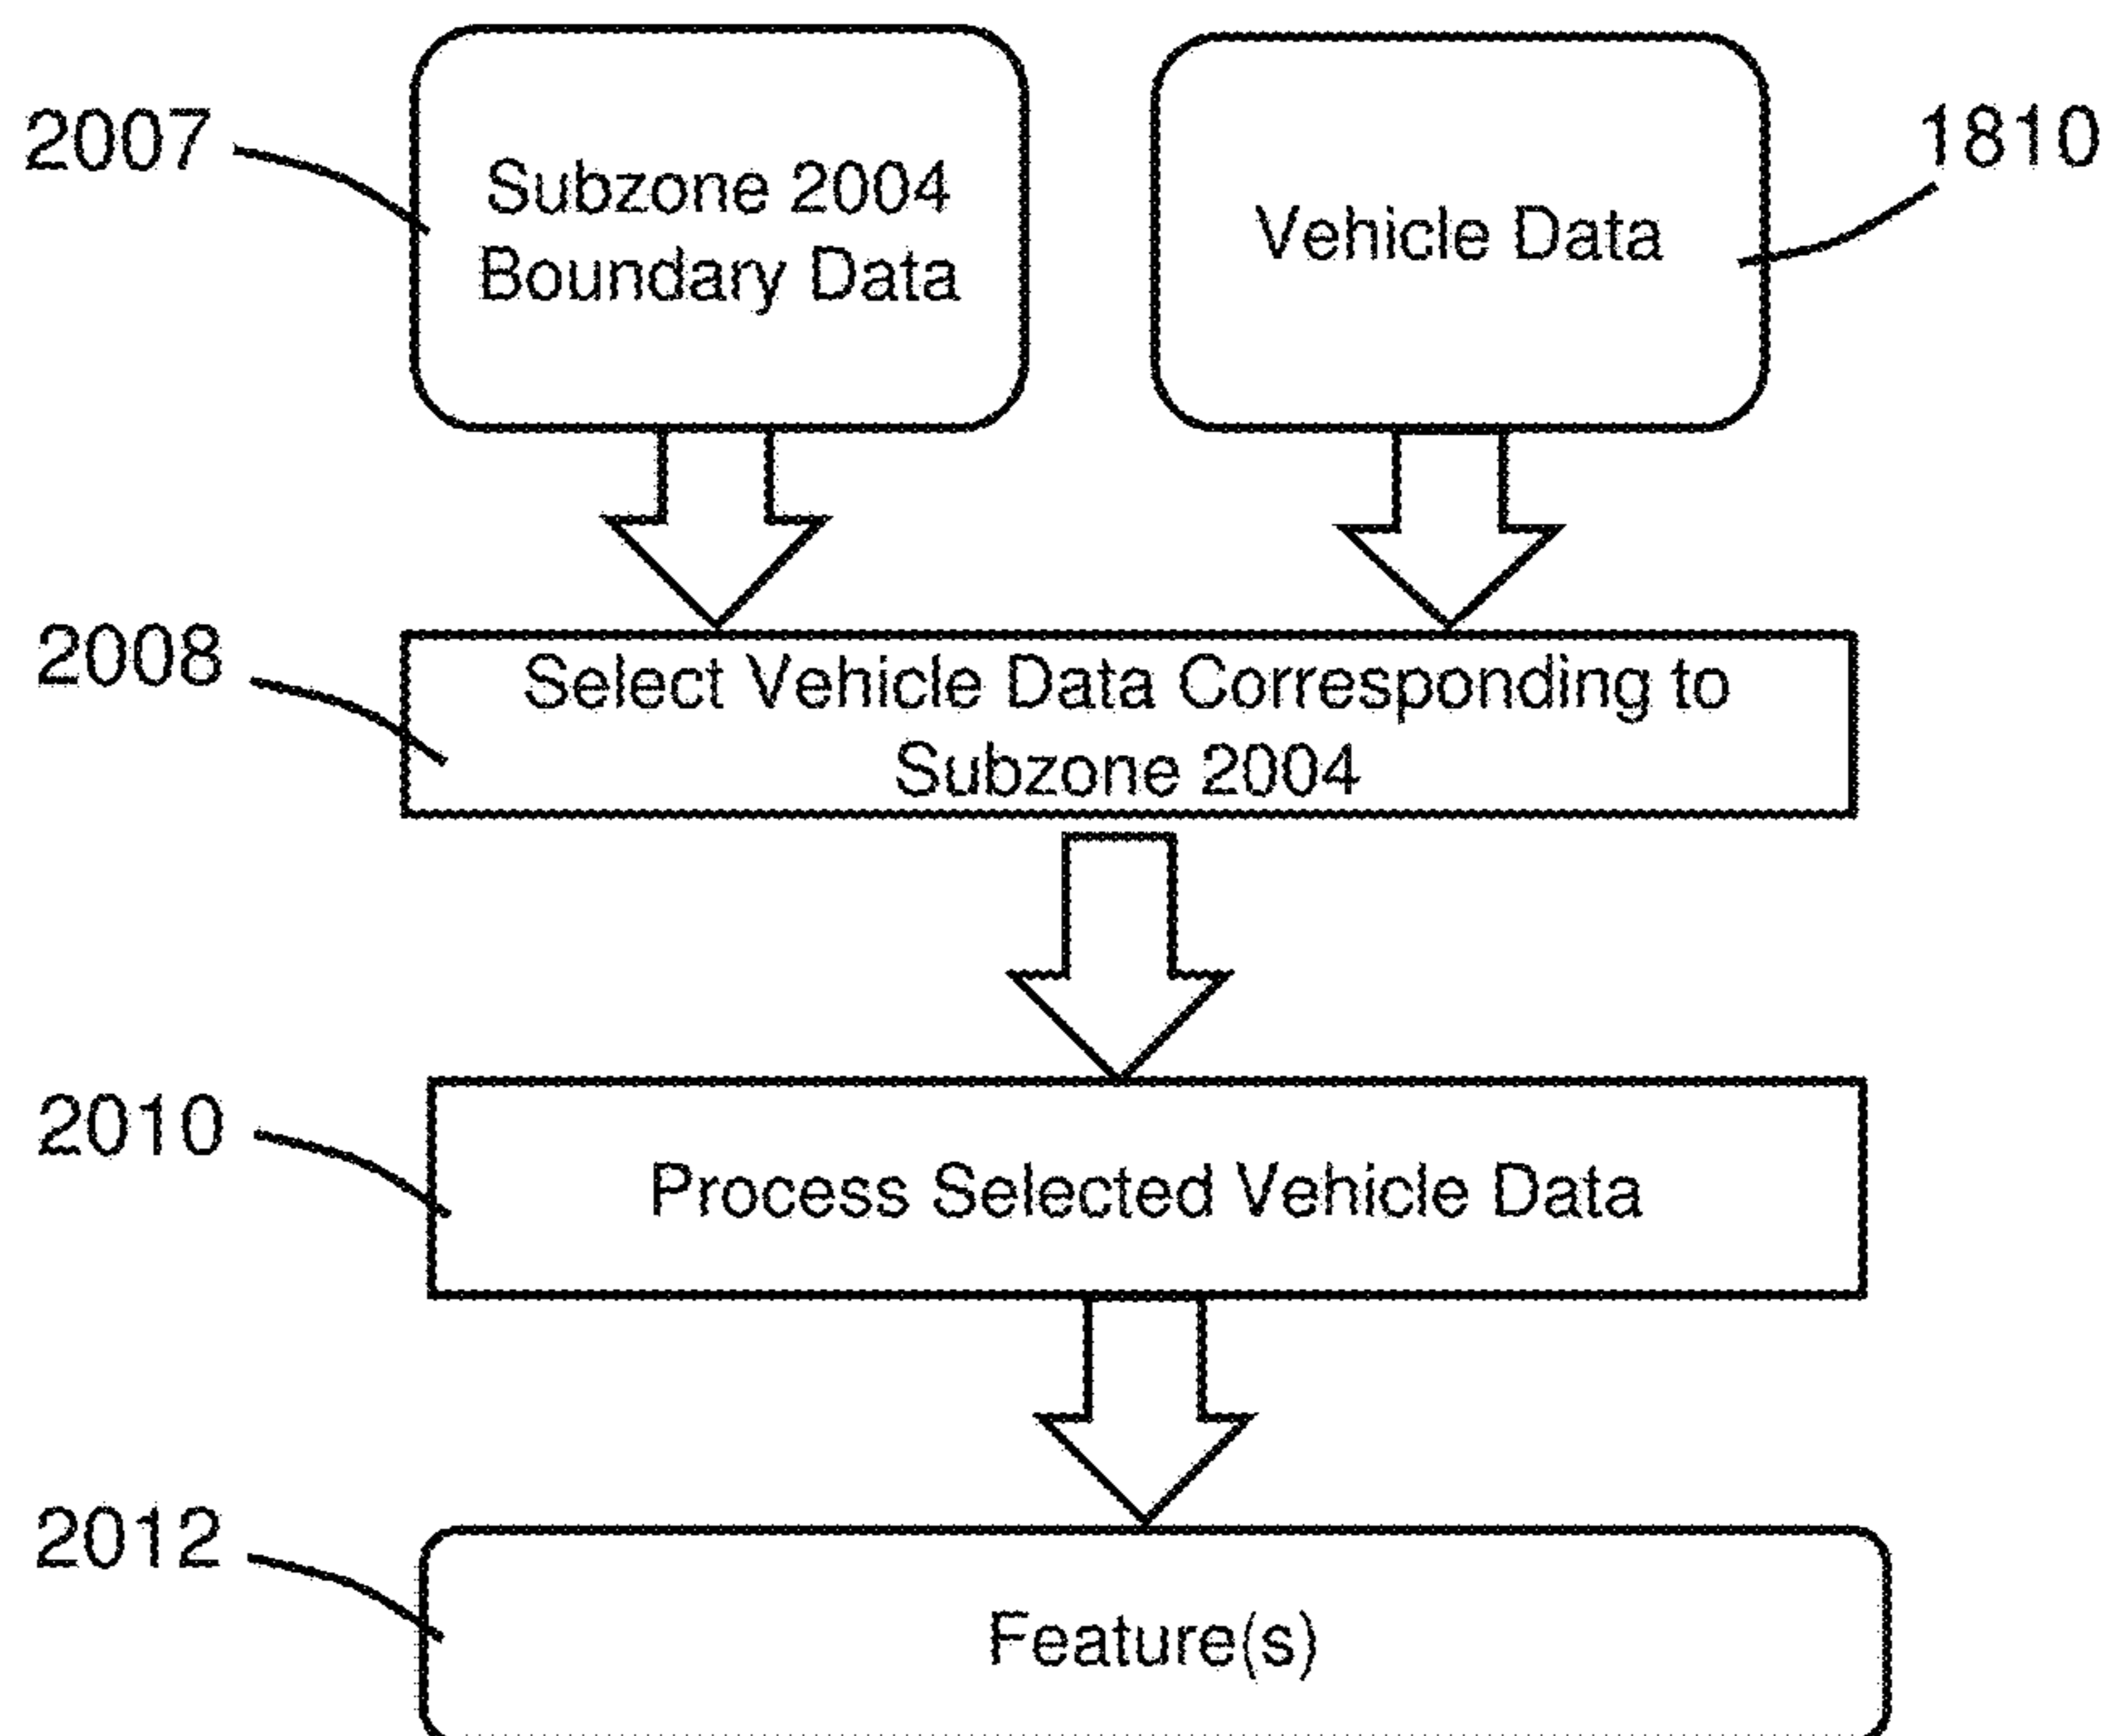 2007
Subzone 2004
Boundary Data
Vehicle Data
1810
2008
Select Vehicle Data Corresponding to
Subzone 2004
2010
Process Selected Vehicle Data
2012
Feature(s)